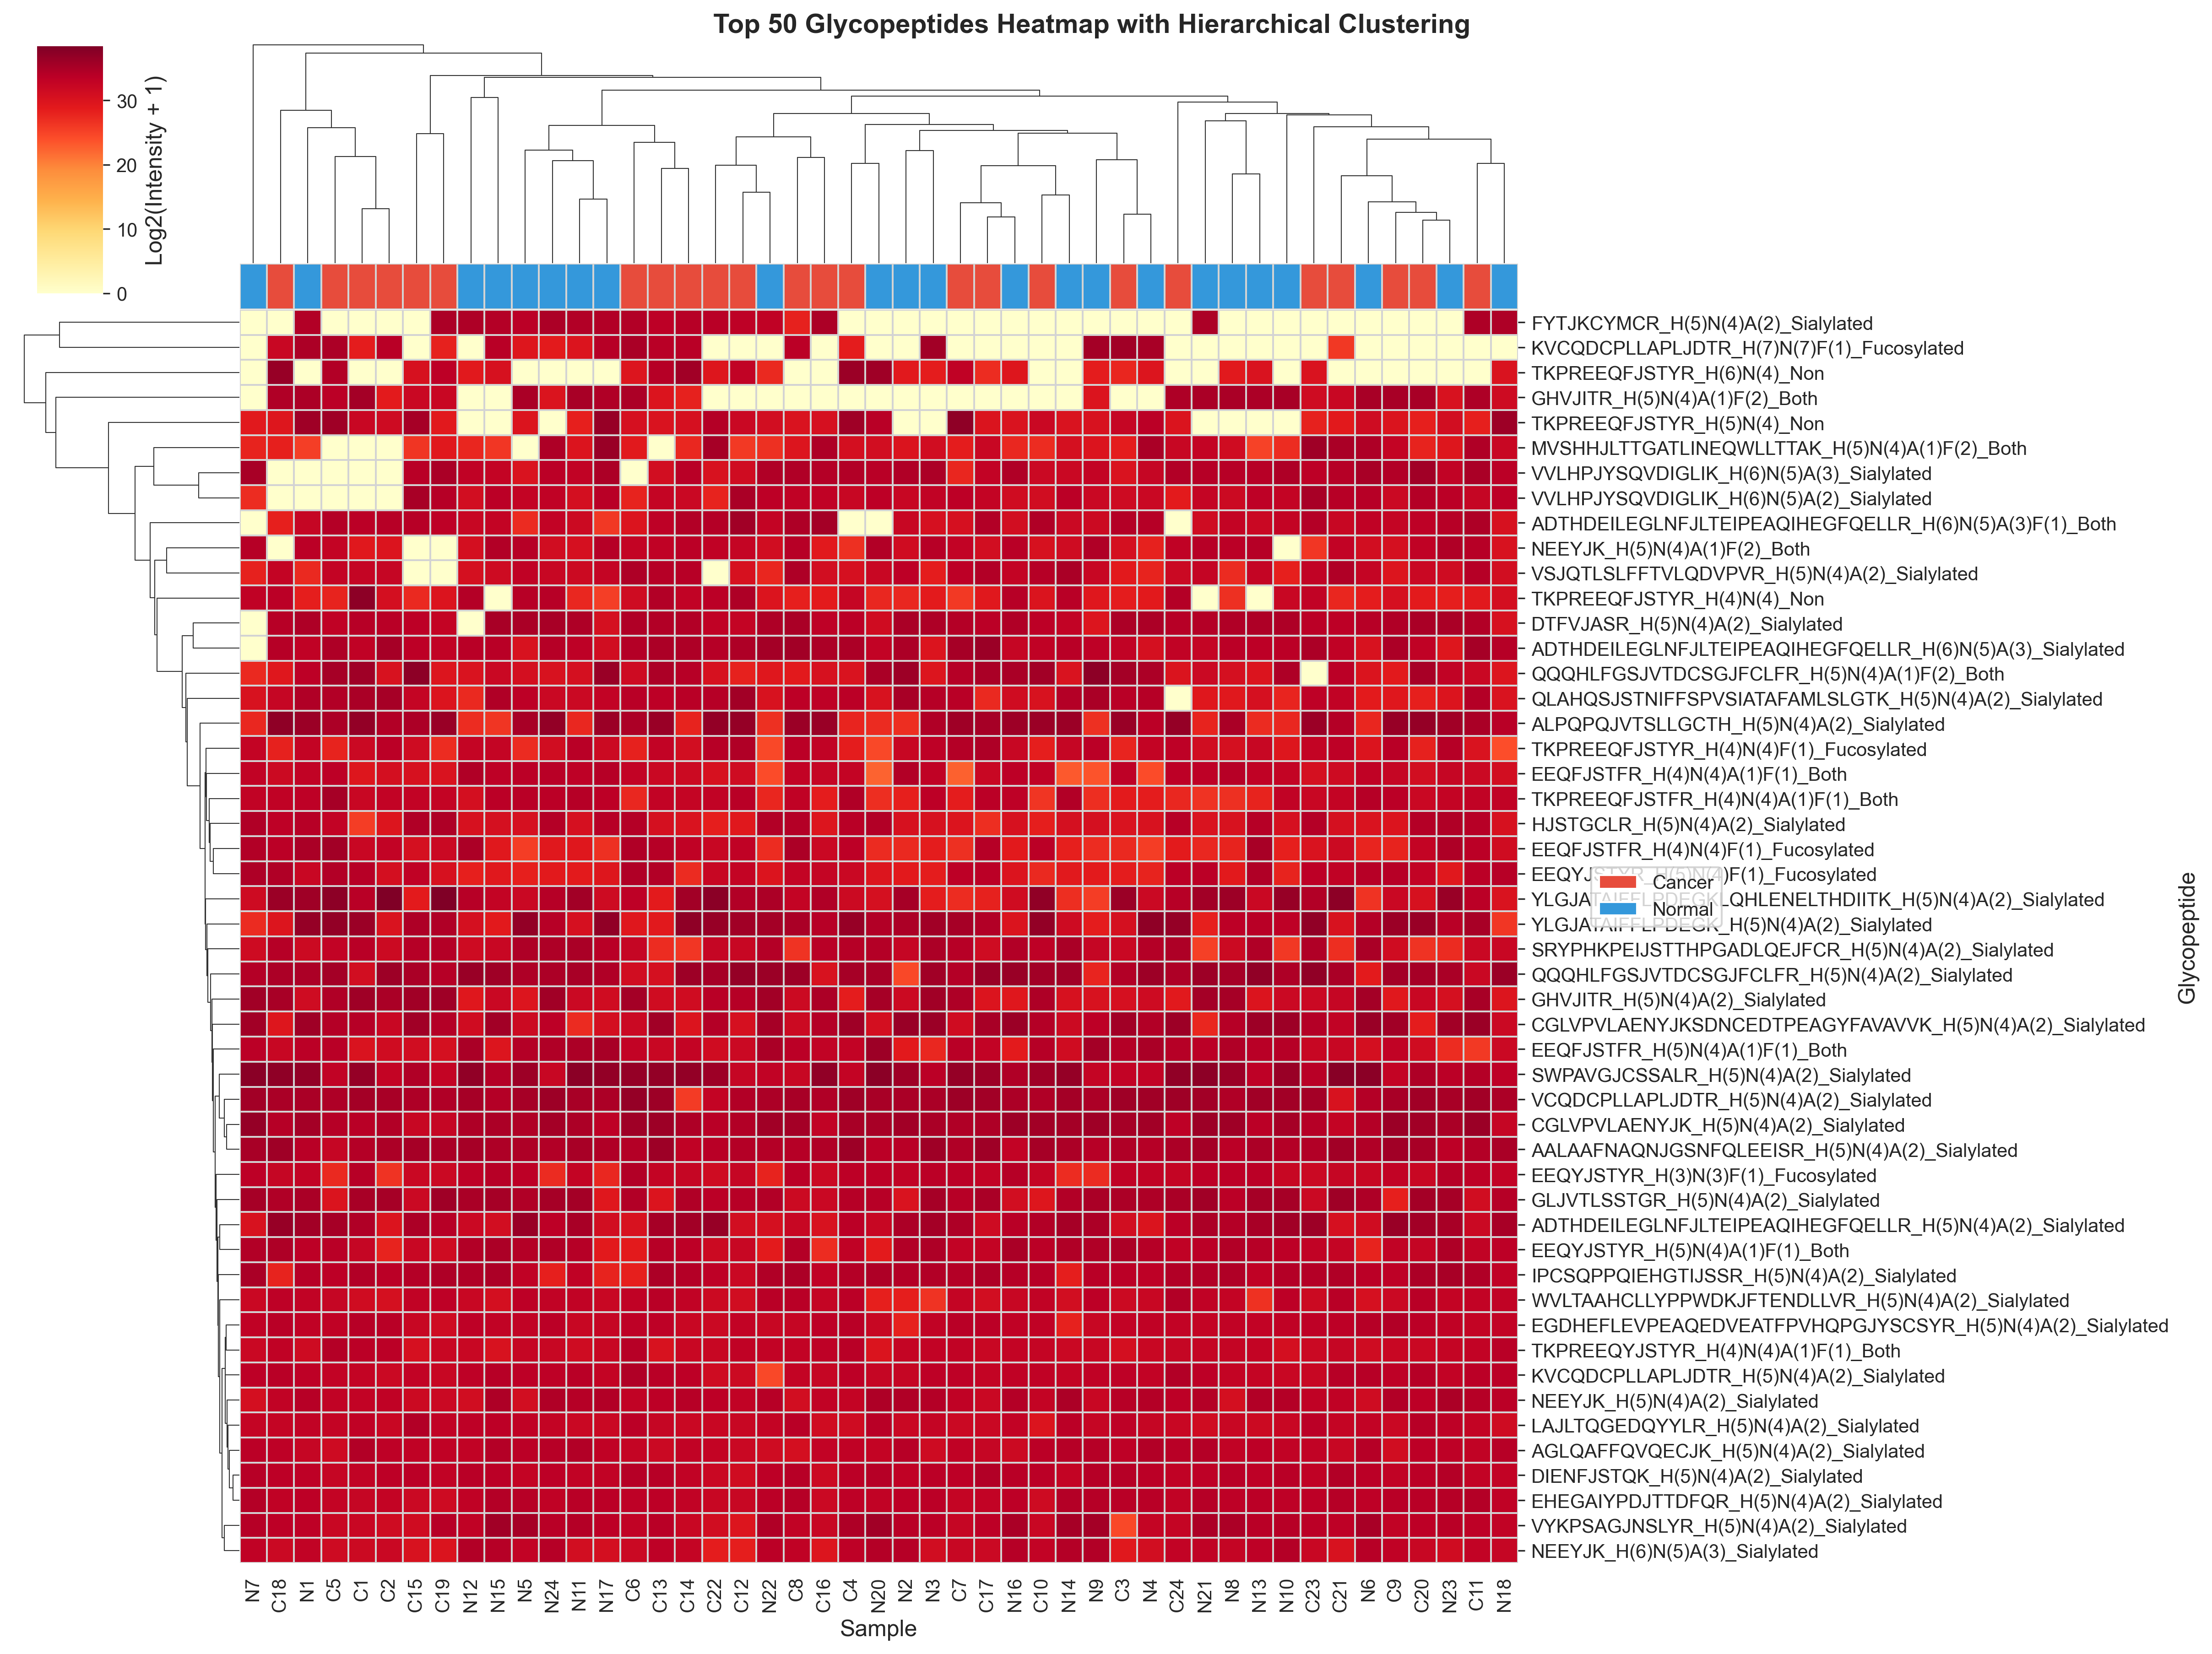 Top 50 Glycopeptides Heatmap with Hierarchical Clustering
30
20
10
0
Log2(Intensity + 1)
FYTJKCYMCR_H(5)N(4)A(2)_Sialylated
KVCQDCPLLAPLJDTR_H(7)N(7)F(1)_Fucosylated
TKPREEQFJSTYR_H(6)N(4)_Non
GHVJITR_H(5)N(4)A(1)F(2)_Both
TKPREEQFJSTYR_H(5)N(4)_Non
MVSHHJLTTGATLINEQWLLTTAK_H(5)N(4)A(1)F(2)_Both
VVLHPJYSQVDIGLIK_H(6)N(5)A(3)_Sialylated
VVLHPJYSQVDIGLIK_H(6)N(5)A(2)_Sialylated
ADTHDEILEGLNFJLTEIPEAQIHEGFQELLR_H(6)N(5)A(3)F(1)_Both
NEEYJK_H(5)N(4)A(1)F(2)_Both
VSJQTLSLFFTVLQDVPVR_H(5)N(4)A(2)_Sialylated
TKPREEQFJSTYR_H(4)N(4)_Non
DTFVJASR_H(5)N(4)A(2)_Sialylated
ADTHDEILEGLNFJLTEIPEAQIHEGFQELLR_H(6)N(5)A(3)_Sialylated
QQQHLFGSJVTDCSGJFCLFR_H(5)N(4)A(1)F(2)_Both
QLAHQSJSTNIFFSPVSIATAFAMLSLGTK_H(5)N(4)A(2)_Sialylated
ALPQPQJVTSLLGCTH_H(5)N(4)A(2)_Sialylated
TKPREEQFJSTYR_H(4)N(4)F(1)_Fucosylated
EEQFJSTFR_H(4)N(4)A(1)F(1)_Both
TKPREEQFJSTFR_H(4)N(4)A(1)F(1)_Both
HJSTGCLR_H(5)N(4)A(2)_Sialylated
EEQFJSTFR_H(4)N(4)F(1)_Fucosylated
EEQYJSTYR_H(5)N(4)F(1)_Fucosylated
YLGJATAIFFLPDEGKLQHLENELTHDIITK_H(5)N(4)A(2)_Sialylated
YLGJATAIFFLPDEGK_H(5)N(4)A(2)_Sialylated
SRYPHKPEIJSTTHPGADLQEJFCR_H(5)N(4)A(2)_Sialylated
QQQHLFGSJVTDCSGJFCLFR_H(5)N(4)A(2)_Sialylated
GHVJITR_H(5)N(4)A(2)_Sialylated
CGLVPVLAENYJKSDNCEDTPEAGYFAVAVVK_H(5)N(4)A(2)_Sialylated
EEQFJSTFR_H(5)N(4)A(1)F(1)_Both
SWPAVGJCSSALR_H(5)N(4)A(2)_Sialylated
VCQDCPLLAPLJDTR_H(5)N(4)A(2)_Sialylated
CGLVPVLAENYJK_H(5)N(4)A(2)_Sialylated
AALAAFNAQNJGSNFQLEEISR_H(5)N(4)A(2)_Sialylated
EEQYJSTYR_H(3)N(3)F(1)_Fucosylated
GLJVTLSSTGR_H(5)N(4)A(2)_Sialylated
ADTHDEILEGLNFJLTEIPEAQIHEGFQELLR_H(5)N(4)A(2)_Sialylated
EEQYJSTYR_H(5)N(4)A(1)F(1)_Both
IPCSQPPQIEHGTIJSSR_H(5)N(4)A(2)_Sialylated
WVLTAAHCLLYPPWDKJFTENDLLVR_H(5)N(4)A(2)_Sialylated
EGDHEFLEVPEAQEDVEATFPVHQPGJYSCSYR_H(5)N(4)A(2)_Sialylated
TKPREEQYJSTYR_H(4)N(4)A(1)F(1)_Both
KVCQDCPLLAPLJDTR_H(5)N(4)A(2)_Sialylated
NEEYJK_H(5)N(4)A(2)_Sialylated
LAJLTQGEDQYYLR_H(5)N(4)A(2)_Sialylated
AGLQAFFQVQECJK_H(5)N(4)A(2)_Sialylated
DIENFJSTQK_H(5)N(4)A(2)_Sialylated
EHEGAIYPDJTTDFQR_H(5)N(4)A(2)_Sialylated
VYKPSAGJNSLYR_H(5)N(4)A(2)_Sialylated
NEEYJK_H(6)N(5)A(3)_Sialylated
Cancer
Normal
Glycopeptide
N7 C18 N1 C5 C1 C2 C15 C19 N12 N15 N5 N24 N11 N17 C6 C13 C14 C22 C12 N22 C8 C16 C4 N20 N2 N3 C7 C17 N16 C10 N14 N9 C3 N4 C24 N21 N8 N13 N10 C23 C21 N6 C9 C20 N23 C11 N18
Sample